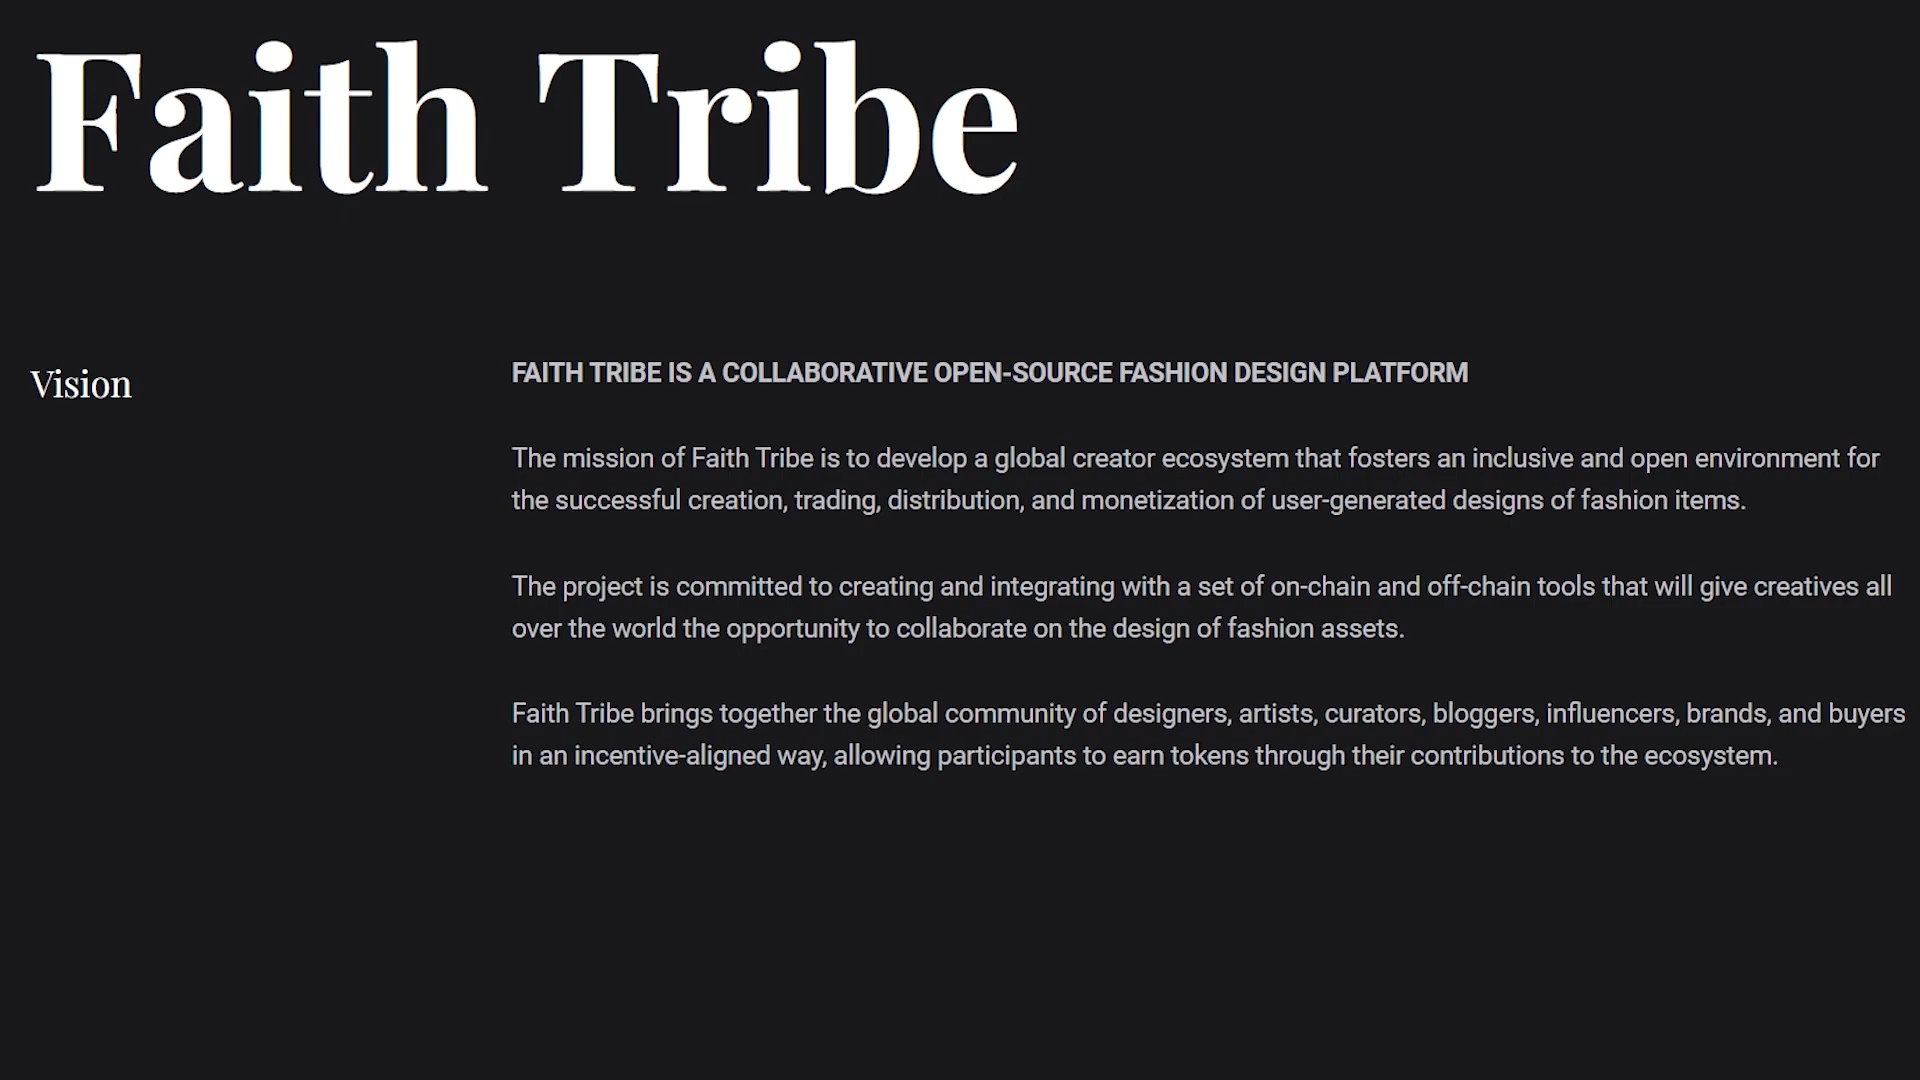 Faith Tribe
Vision
FAITH TRIBE IS A COLLABORATIVE OPEN-SOURCE FASHION DESIGN PLATFORM
The mission of Faith Tribe is to develop a global creator ecosystem that fosters an inclusive and open environment for
the successful creation, trading, distribution, and monetization of user-generated designs of fashion items.
The project is committed to creating and integrating with a set of on-chain and off-chain tools that will give creatives all
over the world the opportunity to collaborate on the design of fashion assets.
Faith Tribe brings together the global community of designers, artists, curators, bloggers, influencers, brands, and buyers
in an incentive-aligned way, allowing participants to earn tokens through their contributions to the ecosystem.